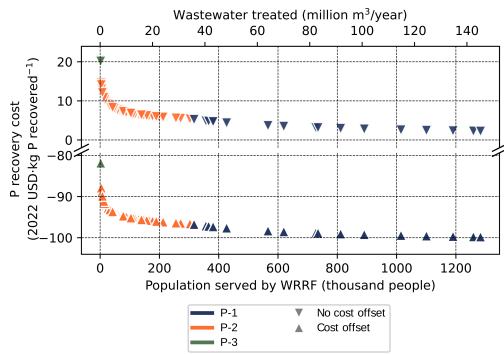 Wastewater treated (million m³/year)
0 20 40 60 80 100 120 140
20
10
0
−80
−90
−100
P recovery cost
(2022 USD·kg P recovered⁻¹)
0 200 400 600 800 1000 1200
Population served by WRRF (thousand people)
P-1 No cost offset
P-2 Cost offset
P-3